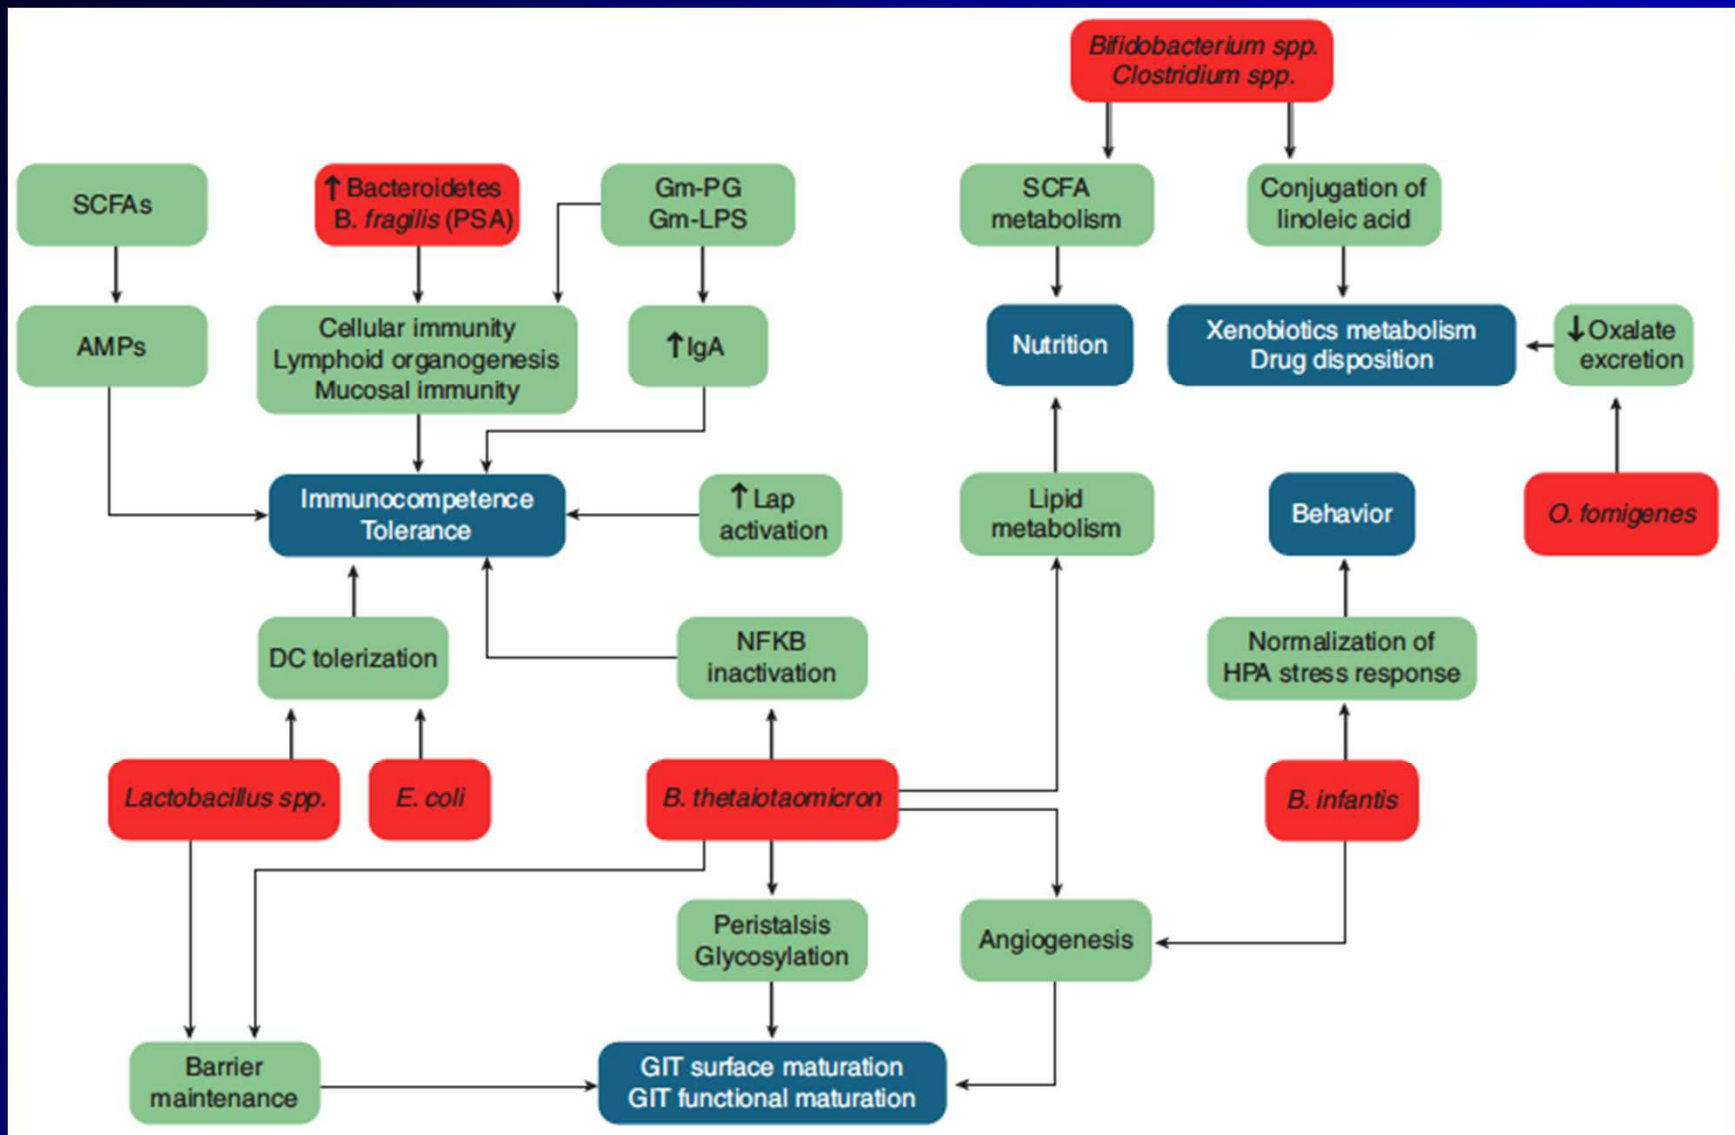 Bifidobacterium spp.
Clostridium spp.
SCFAs
↑Bacteroidetes
B. fragilis (PSA)
Gm-PG
Gm-LPS
SCFA
metabolism
Conjugation of
linoleic acid
AMPs
Cellular immunity
Lymphoid organogenesis
Mucosal immunity
↑IgA
Nutrition
Xenobiotics metabolism
Drug disposition
↓Oxalate
excretion
Immunocompetence
Tolerance
↑Lap
activation
Lipid
metabolism
Behavior
O. fomigenes
DC tolerization
NFKB
inactivation
Normalization of
HPA stress response
Lactobacillus spp.
E. coli
B. thetaiotaomicron
B. infantis
Peristalsis
Glycosylation
Angiogenesis
Barrier
maintenance
GIT surface maturation
GIT functional maturation